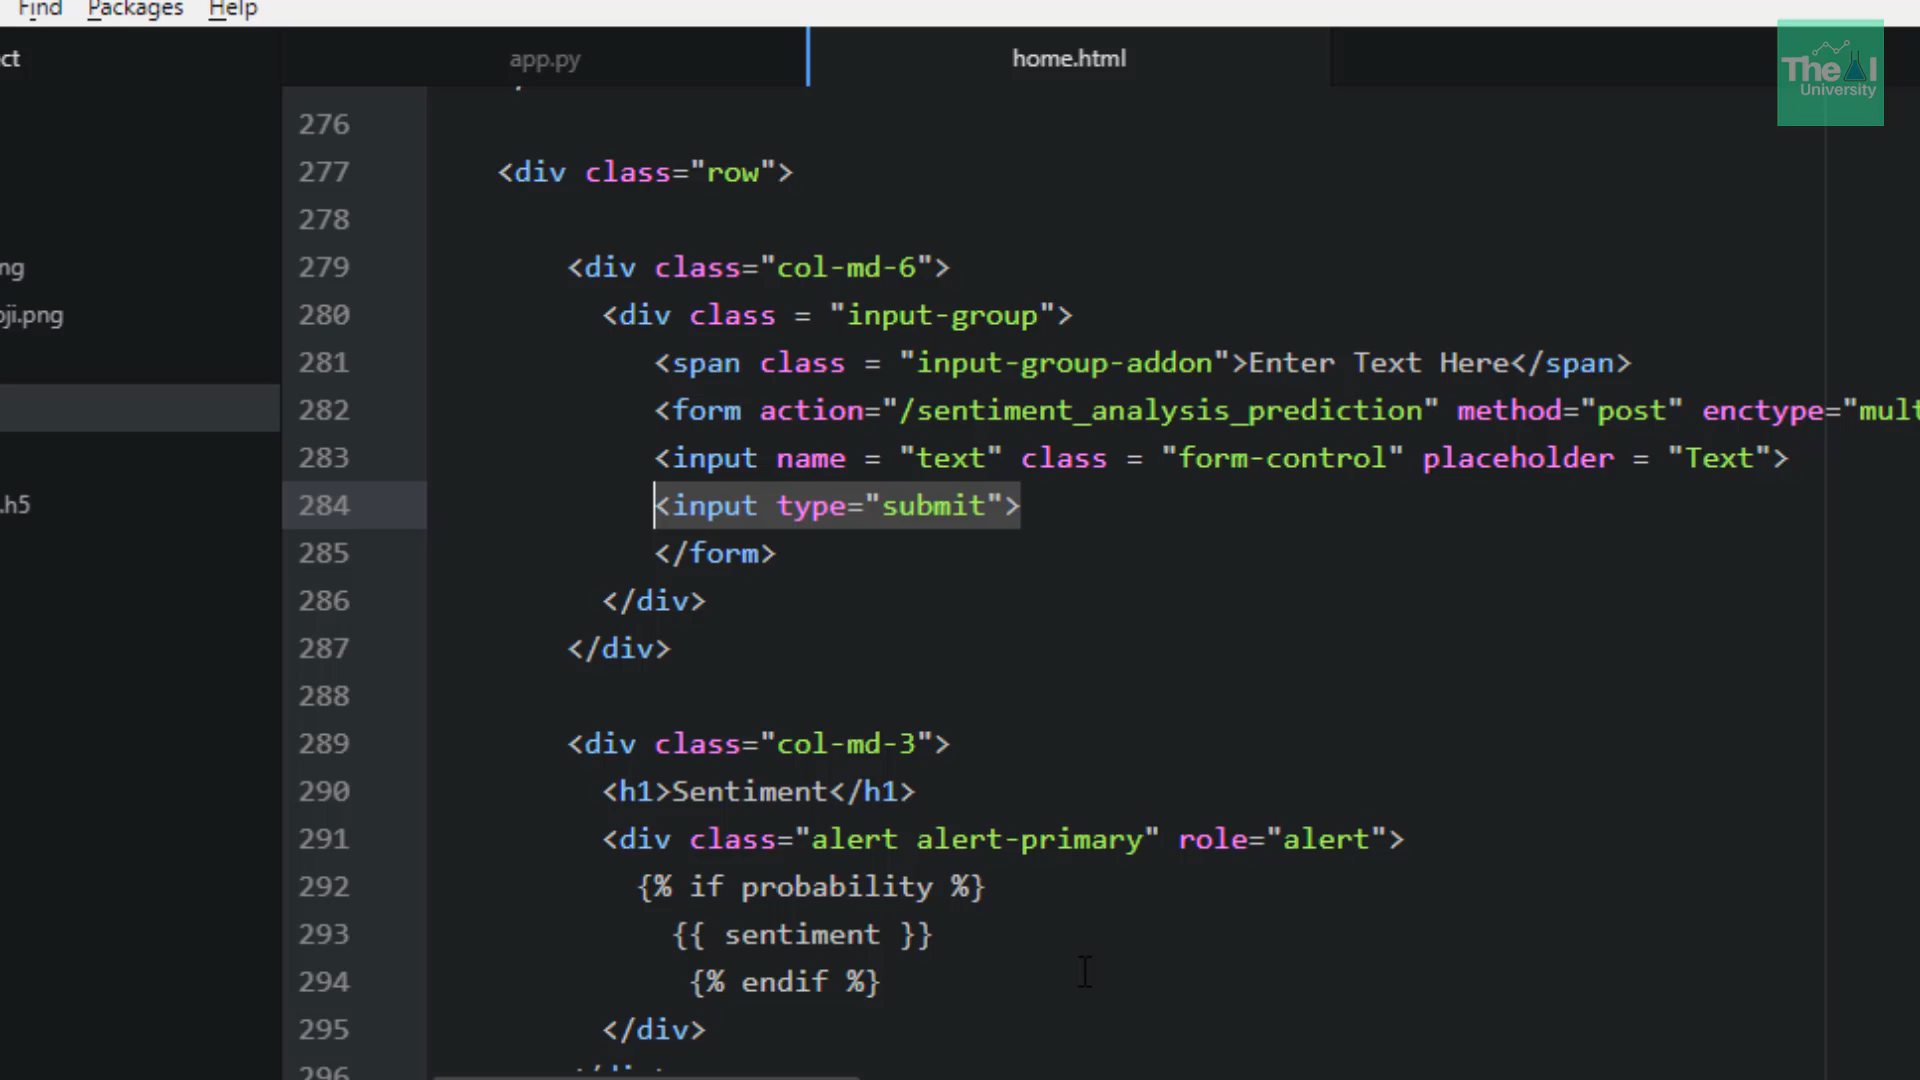 Find Packages Help
ct
app.py
home.html
The AI
University
276
277 <div class="row">
278
279 <div class="col-md-6">
ng
280 <div class = "input-group">
oji.png
281 <span class = "input-group-addon">Enter Text Here</span>
282 <form action="/sentiment_analysis_prediction" method="post" enctype="mult
283 <input name = "text" class = "form-control" placeholder = "Text">
284 <input type="submit">
.h5
285 </form>
286 </div>
287 </div>
288
289 <div class="col-md-3">
290 <h1>Sentiment</h1>
291 <div class="alert alert-primary" role="alert">
292 {% if probability %}
293 {{ sentiment }}
294 {% endif %}
295 </div>
296